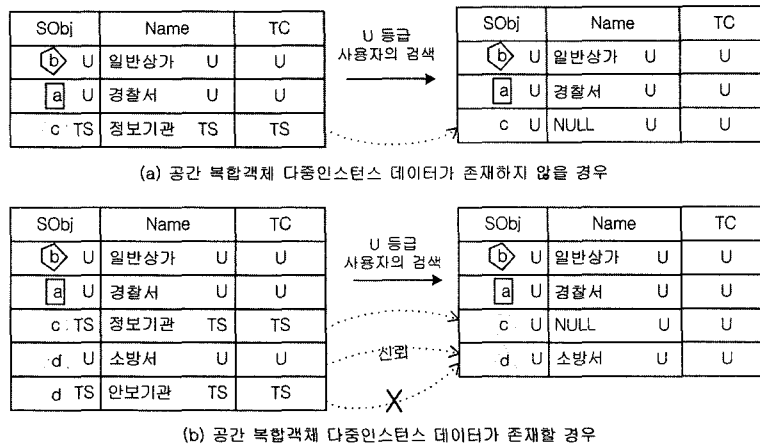 SObj Name TC
b U 일반상가 U U
a U 경찰서 U U
c TS 정보기관 TS TS
U 등급
사용자의 검색
SObj Name TC
b U 일반상가 U U
a U 경찰서 U U
c U NULL U U
(a) 공간 복합객체 다중인스턴스 데이터가 존재하지 않을 경우
SObj Name TC
b U 일반상가 U U
a U 경찰서 U U
c TS 정보기관 TS TS
d U 소방서 U U
d TS 안보기관 TS TS
U 등급
사용자의 검색
신뢰
X
SObj Name TC
b U 일반상가 U U
a U 경찰서 U U
c U NULL U U
d U 소방서 U U
(b) 공간 복합객체 다중인스턴스 데이터가 존재할 경우